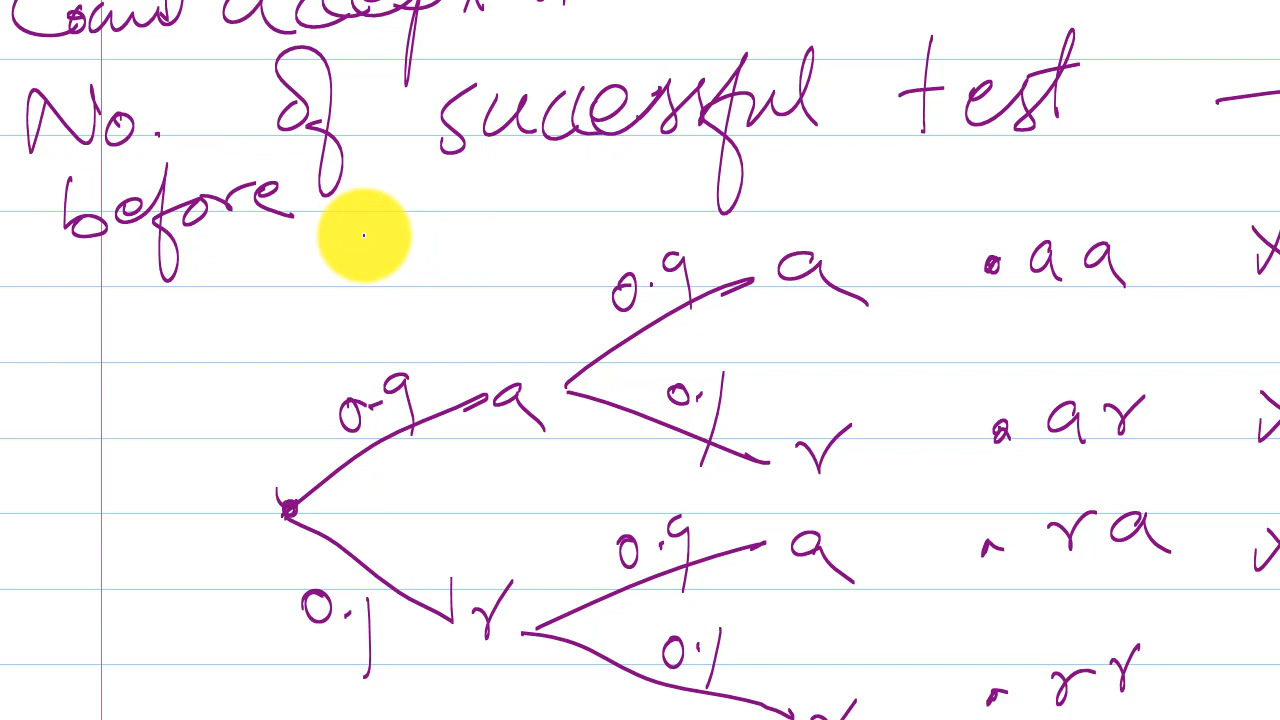 No. of sucessful test -
before
0.9 a . aa x
0.9 a 0.1 r . ar
0.9 a . ra
0.1 r
0.1 . rr